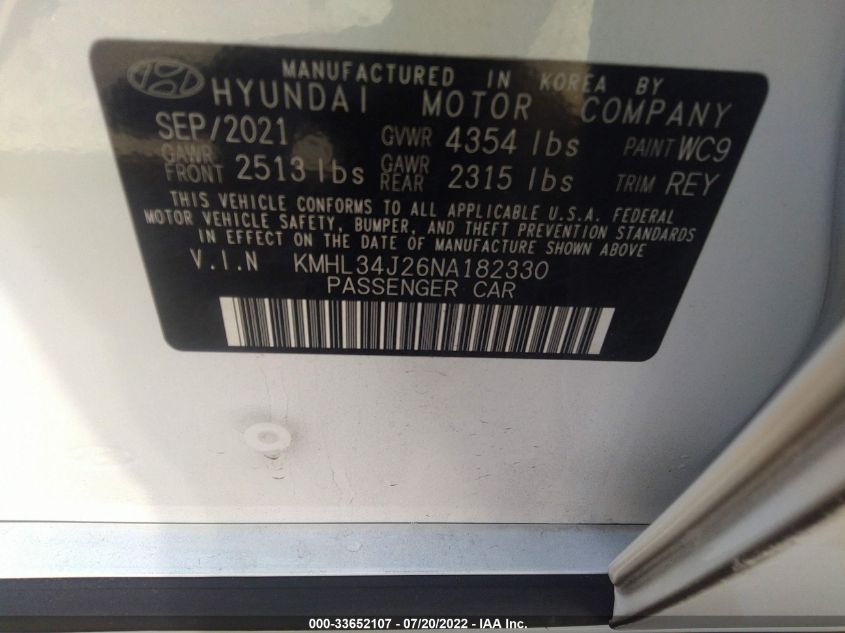 MANUFACTURED IN KOREA BY
HYUNDAI MOTOR COMPANY
SEP/2021 GVWR 4354 lbs PAINT WC9
GAWR FRONT 2513 lbs GAWR REAR 2315 lbs TRIM REY
THIS VEHICLE CONFORMS TO ALL APPLICABLE U.S.A. FEDERAL
MOTOR VEHICLE SAFETY, BUMPER, AND THEFT PREVENTION STANDARDS
IN EFFECT ON THE DATE OF MANUFACTURE SHOWN ABOVE
V.I.N KMHL34J26NA182330
PASSENGER CAR
000-33652107 - 07/20/2022 - IAA Inc.